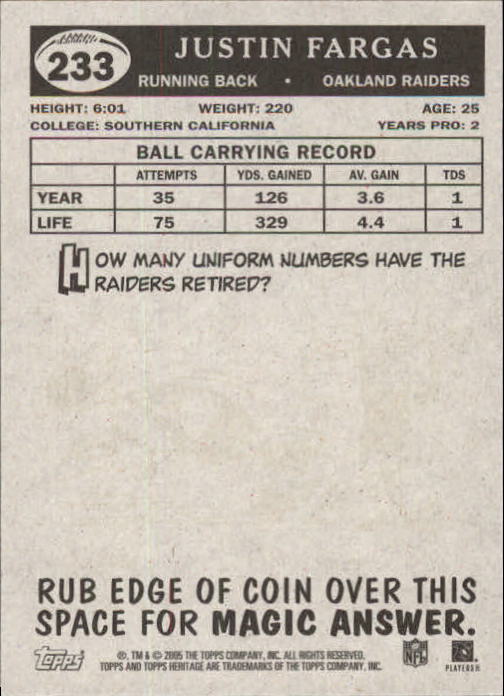 233
JUSTIN FARGAS
RUNNING BACK • OAKLAND RAIDERS
HEIGHT: 6:01 WEIGHT: 220 AGE: 25
COLLEGE: SOUTHERN CALIFORNIA YEARS PRO: 2
BALL CARRYING RECORD
ATTEMPTS YDS. GAINED AV. GAIN TDS
YEAR 35 126 3.6 1
LIFE 75 329 4.4 1
HOW MANY UNIFORM NUMBERS HAVE THE
RAIDERS RETIRED?
RUB EDGE OF COIN OVER THIS
SPACE FOR MAGIC ANSWER.
Topps
®, TM & © 2005 THE TOPPS COMPANY, INC. ALL RIGHTS RESERVED.
TOPPS AND TOPPS HERITAGE ARE TRADEMARKS OF THE TOPPS COMPANY, INC.
NFL
PLAYERS